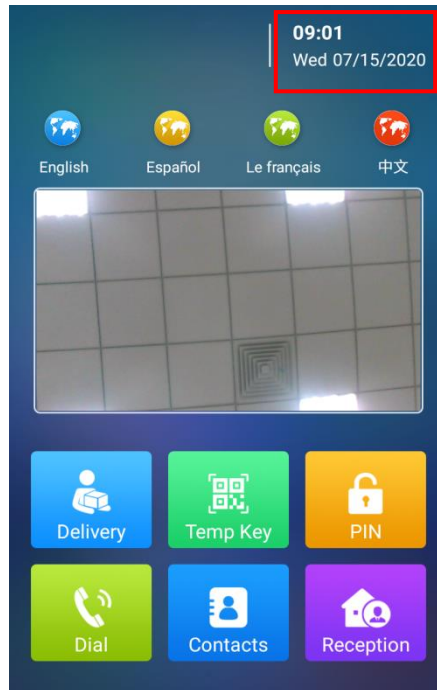 09:01
Wed 07/15/2020
English Español Le français 中文
Delivery Temp Key PIN
Dial Contacts Reception